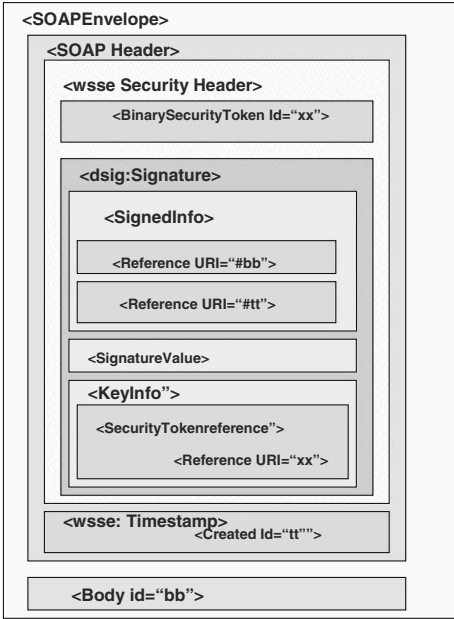 <SOAPEnvelope>
<SOAP Header>
<wsse Security Header>
<BinarySecurityToken Id=“xx”>
<dsig:Signature>
<SignedInfo>
<Reference URI=“#bb”>
<Reference URI=“#tt”>
<SignatureValue>
<KeyInfo”>
<SecurityTokenreference”>
<Reference URI=“xx”>
<wsse: Timestamp>
<Created Id=“tt””>
<Body id=“bb”>